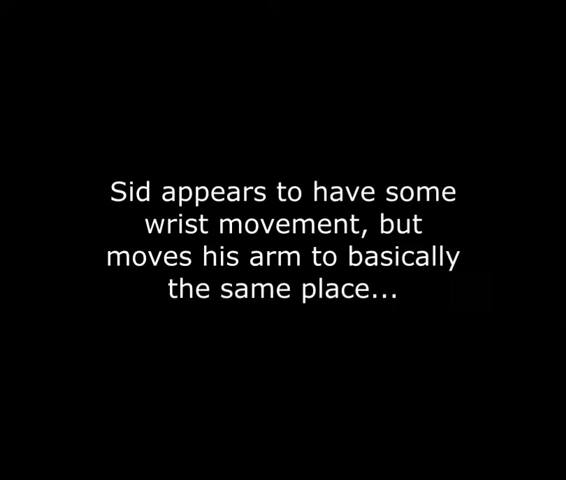 Sid appears to have some
wrist movement, but
moves his arm to basically
the same place...